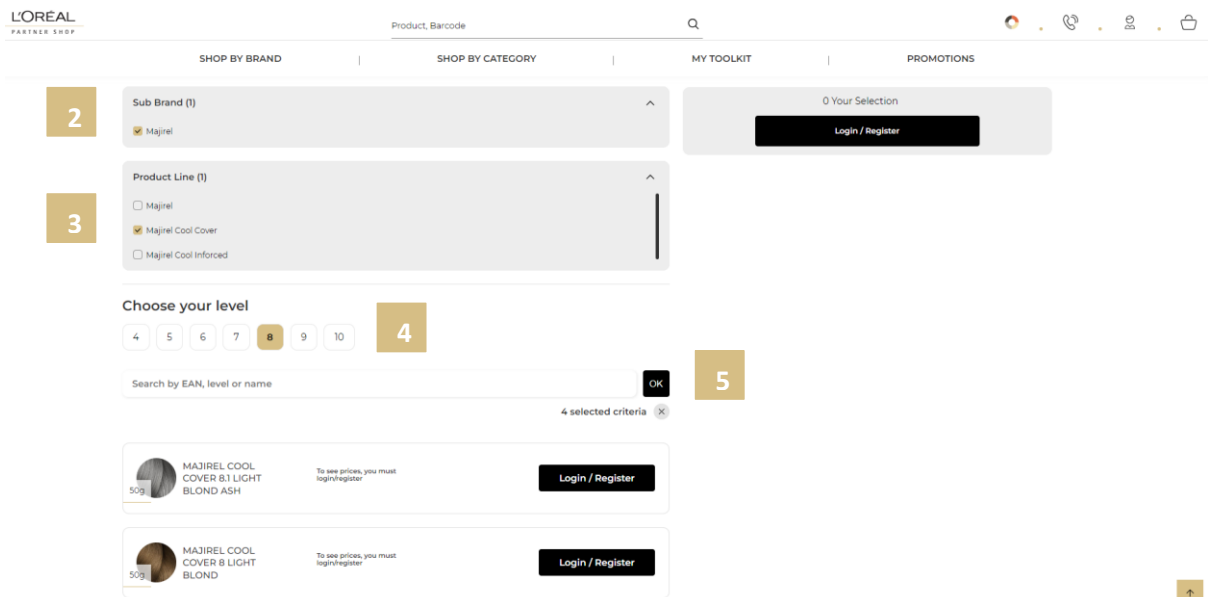 L'ORÉAL
PARTNER SHOP
Product, Barcode
SHOP BY BRAND | SHOP BY CATEGORY | MY TOOLKIT | PROMOTIONS
2
Sub Brand (1)
Majirel
0 Your Selection
Login / Register
3
Product Line (1)
Majirel
Majirel Cool Cover
Majirel Cool Inforced
Choose your level
4 5 6 7 8 9 10
4
Search by EAN, level or name
OK
5
4 selected criteria
MAJIREL COOL
COVER 8.1 LIGHT
BLOND ASH
50g
To see prices, you must
login/register
Login / Register
MAJIREL COOL
COVER 8 LIGHT
BLOND
50g
To see prices, you must
login/register
Login / Register